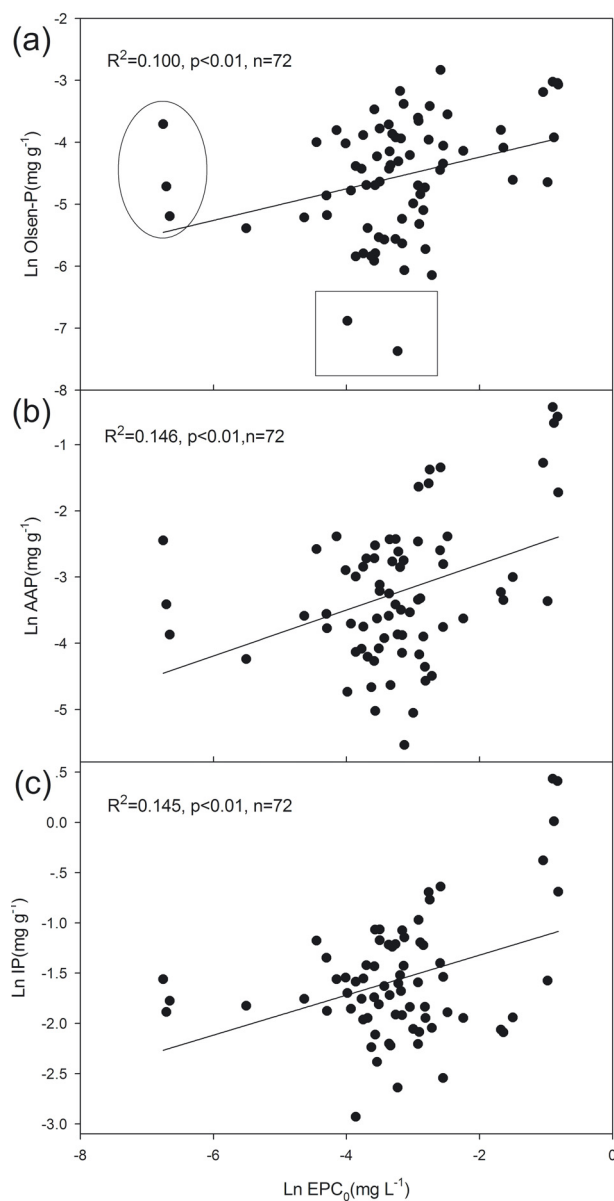 (a)
R²=0.100, p<0.01, n=72
Ln Olsen-P(mg g⁻¹)
-2
-3
-4
-5
-6
-7
-8
(b)
R²=0.146, p<0.01,n=72
Ln AAP(mg g⁻¹)
-1
-2
-3
-4
-5
(c)
R²=0.145, p<0.01, n=72
Ln IP(mg g⁻¹)
.5
0.0
-.5
-1.0
-1.5
-2.0
-2.5
-3.0
-8 -6 -4 -2 0
Ln EPC₀(mg L⁻¹)